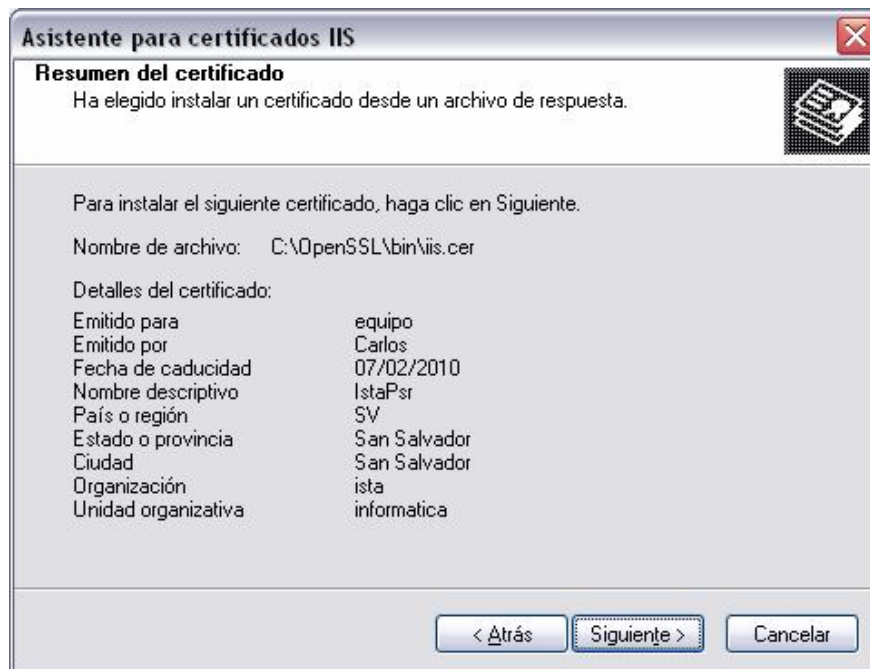 Asistente para certificados IIS
Resumen del certificado
Ha elegido instalar un certificado desde un archivo de respuesta.
Para instalar el siguiente certificado, haga clic en Siguiente.
Nombre de archivo: C:\OpenSSL\bin\iis.cer
Detalles del certificado:
Emitido para equipo
Emitido por Carlos
Fecha de caducidad 07/02/2010
Nombre descriptivo IstaPsr
País o región SV
Estado o provincia San Salvador
Ciudad San Salvador
Organización ista
Unidad organizativa informatica
< Atrás Siguiente > Cancelar